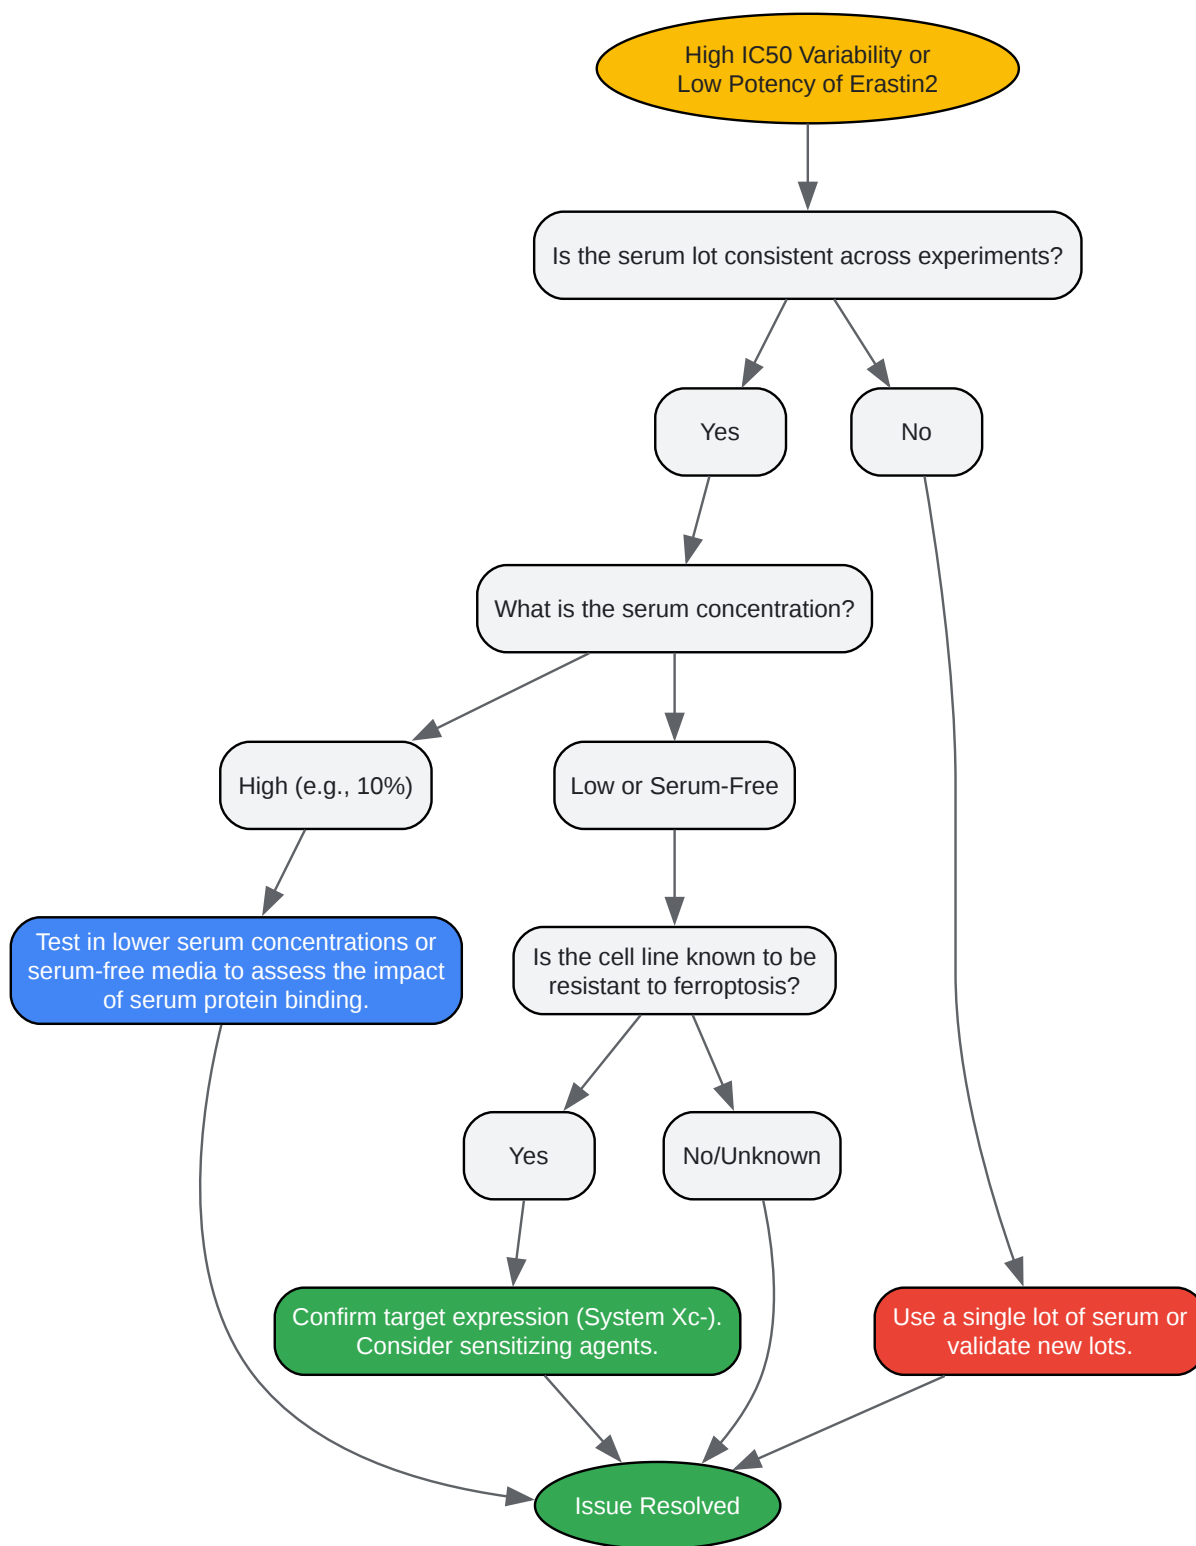 High IC50 Variability or
Low Potency of Erastin2
Is the serum lot consistent across experiments?
Yes
No
What is the serum concentration?
High (e.g., 10%)
Low or Serum-Free
Test in lower serum concentrations or
serum-free media to assess the impact
of serum protein binding.
Is the cell line known to be
resistant to ferroptosis?
Yes
No/Unknown
Confirm target expression (System Xc-).
Consider sensitizing agents.
Use a single lot of serum or
validate new lots.
Issue Resolved